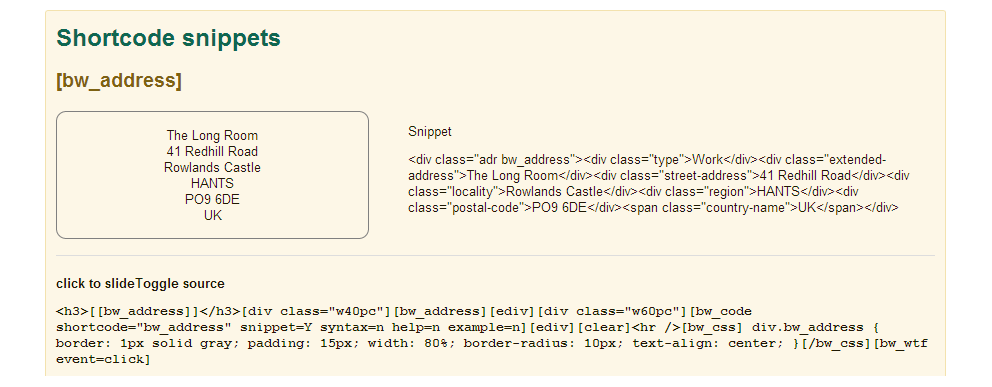 Shortcode snippets
[bw_address]
The Long Room
41 Redhill Road
Rowlands Castle
HANTS
PO9 6DE
UK
Snippet
<div class="adr bw_address"><div class="type">Work</div><div class="extended-
address">The Long Room</div><div class="street-address">41 Redhill Road</div><div
class="locality">Rowlands Castle</div><div class="region">HANTS</div><div
class="postal-code">PO9 6DE</div><span class="country-name">UK</span></div>
click to slideToggle source
<h3>[[bw_address]]</h3>[div class="w40pc"][bw_address][ediv][div class="w60pc"][bw_code
shortcode="bw_address" snippet=Y syntax=n help=n example=n][ediv][clear]<hr />[bw_css] div.bw_address {
border: 1px solid gray; padding: 15px; width: 80%; border-radius: 10px; text-align: center; }[/bw_css][bw_wtf
event=click]